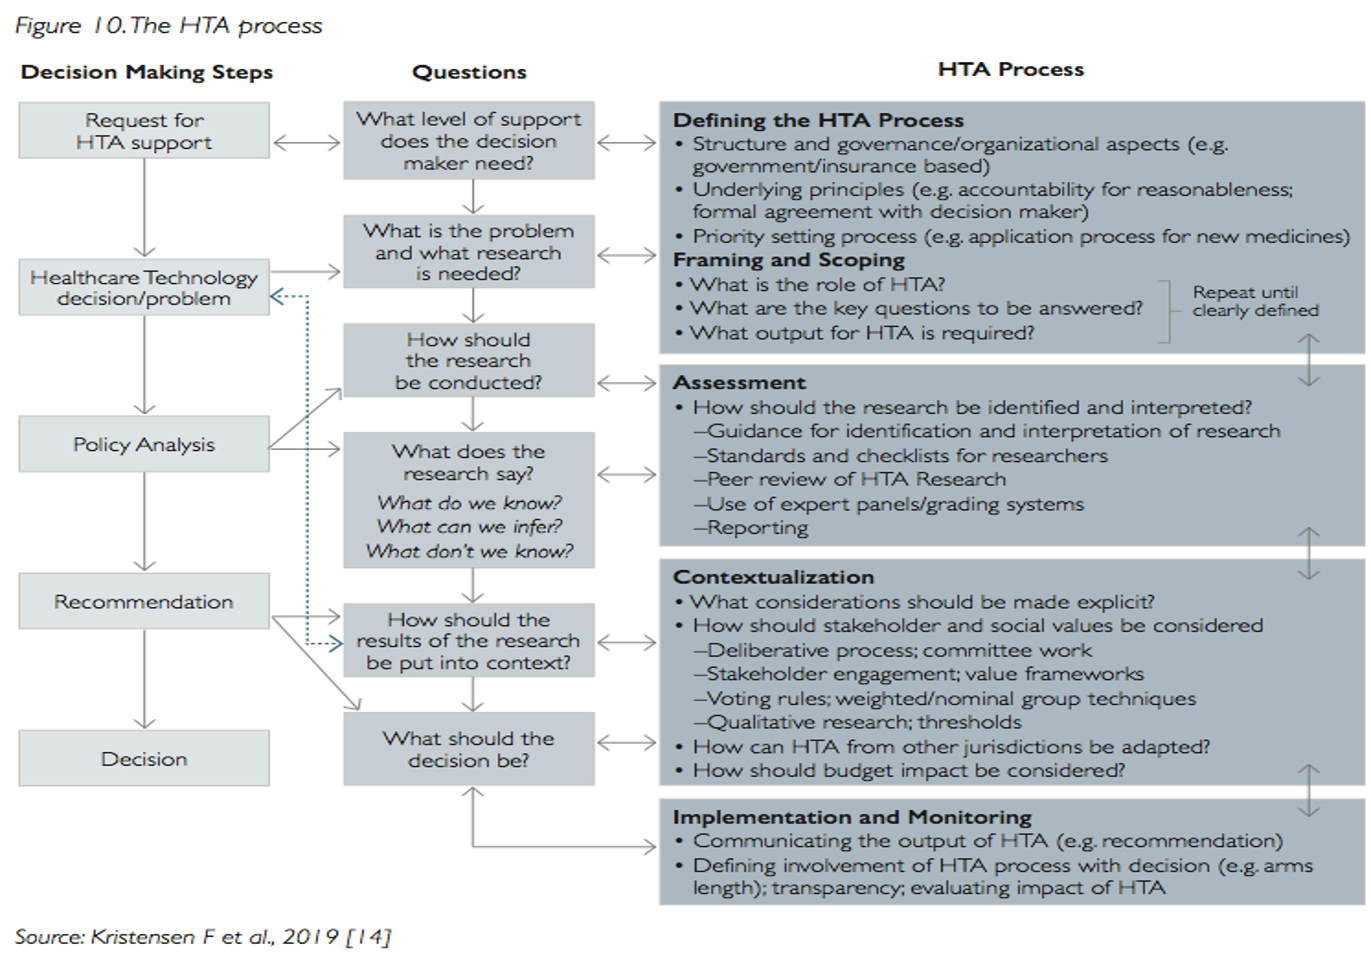 Figure 10. The HTA process
Decision Making Steps
Questions
HTA Process
Request for
HTA support
Healthcare Technology
decision/problem
Policy Analysis
Recommendation
Decision
What level of support
does the decision
maker need?
What is the problem
and what research
is needed?
How should
the research
be conducted?
What does the
research say?
What do we know?
What can we infer?
What don't we know?
How should the
results of the research
be put into context?
What should the
decision be?
Defining the HTA Process
• Structure and governance/organizational aspects (e.g.
government/insurance based)
• Underlying principles (e.g. accountability for reasonableness;
formal agreement with decision maker)
• Priority setting process (e.g. application process for new medicines)
Framing and Scoping
• What is the role of HTA?
• What are the key questions to be answered?
• What output for HTA is required?
Repeat until
clearly defined
Assessment
• How should the research be identified and interpreted?
–Guidance for identification and interpretation of research
–Standards and checklists for researchers
–Peer review of HTA Research
–Use of expert panels/grading systems
–Reporting
Contextualization
• What considerations should be made explicit?
• How should stakeholder and social values be considered
–Deliberative process; committee work
–Stakeholder engagement; value frameworks
–Voting rules; weighted/nominal group techniques
–Qualitative research; thresholds
• How can HTA from other jurisdictions be adapted?
• How should budget impact be considered?
Implementation and Monitoring
• Communicating the output of HTA (e.g. recommendation)
• Defining involvement of HTA process with decision (e.g. arms
length); transparency; evaluating impact of HTA
Source: Kristensen F et al., 2019 [14]